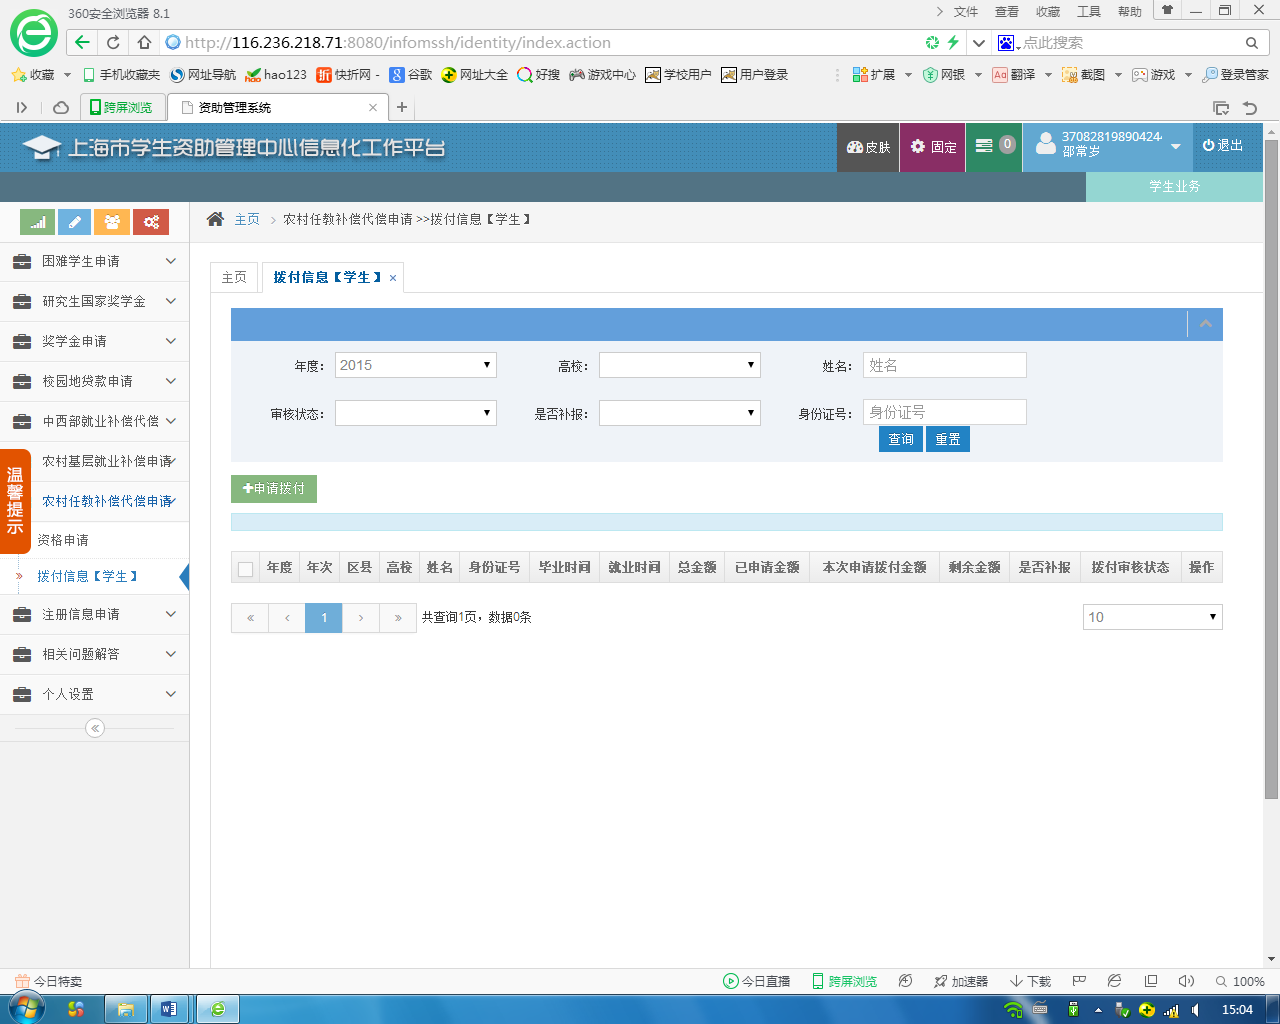 360安全浏览器 8.1
文件 查看 收藏 工具 帮助
http://116.236.218.71:8080/infomssh/identity/index.action
点此搜索
收藏 手机收藏夹 网址导航 hao123 快折网 - 谷歌 网址大全 好搜 游戏中心 学校用户 用户登录 扩展 网银 翻译 截图 游戏 登录管家
跨屏浏览 资助管理系统
上海市学生资助管理中心信息化工作平台
皮肤 固定 0 37082819890424 邵常岁 退出
学生业务
主页 农村任教补偿代偿申请 >>拨付信息【学生】
困难学生申请
研究生国家奖学金
奖学金申请
校园地贷款申请
中西部就业补偿代偿
农村基层就业补偿申请
农村任教补偿代偿申请
资格申请
拨付信息【学生】
注册信息申请
相关问题解答
个人设置
温馨提示
主页 拨付信息【学生】 ×
年度: 2015 高校: 姓名: 姓名
审核状态: 是否补报: 身份证号: 身份证号
查询 重置
申请拨付
年度 年次 区县 高校 姓名 身份证号 毕业时间 就业时间 总金额 已申请金额 本次申请拨付金额 剩余金额 是否补报 拨付审核状态 操作
« ‹ 1 › » 共查询1页，数据0条 10
今日特卖 今日直播 跨屏浏览 加速器 下载 100%
15:04